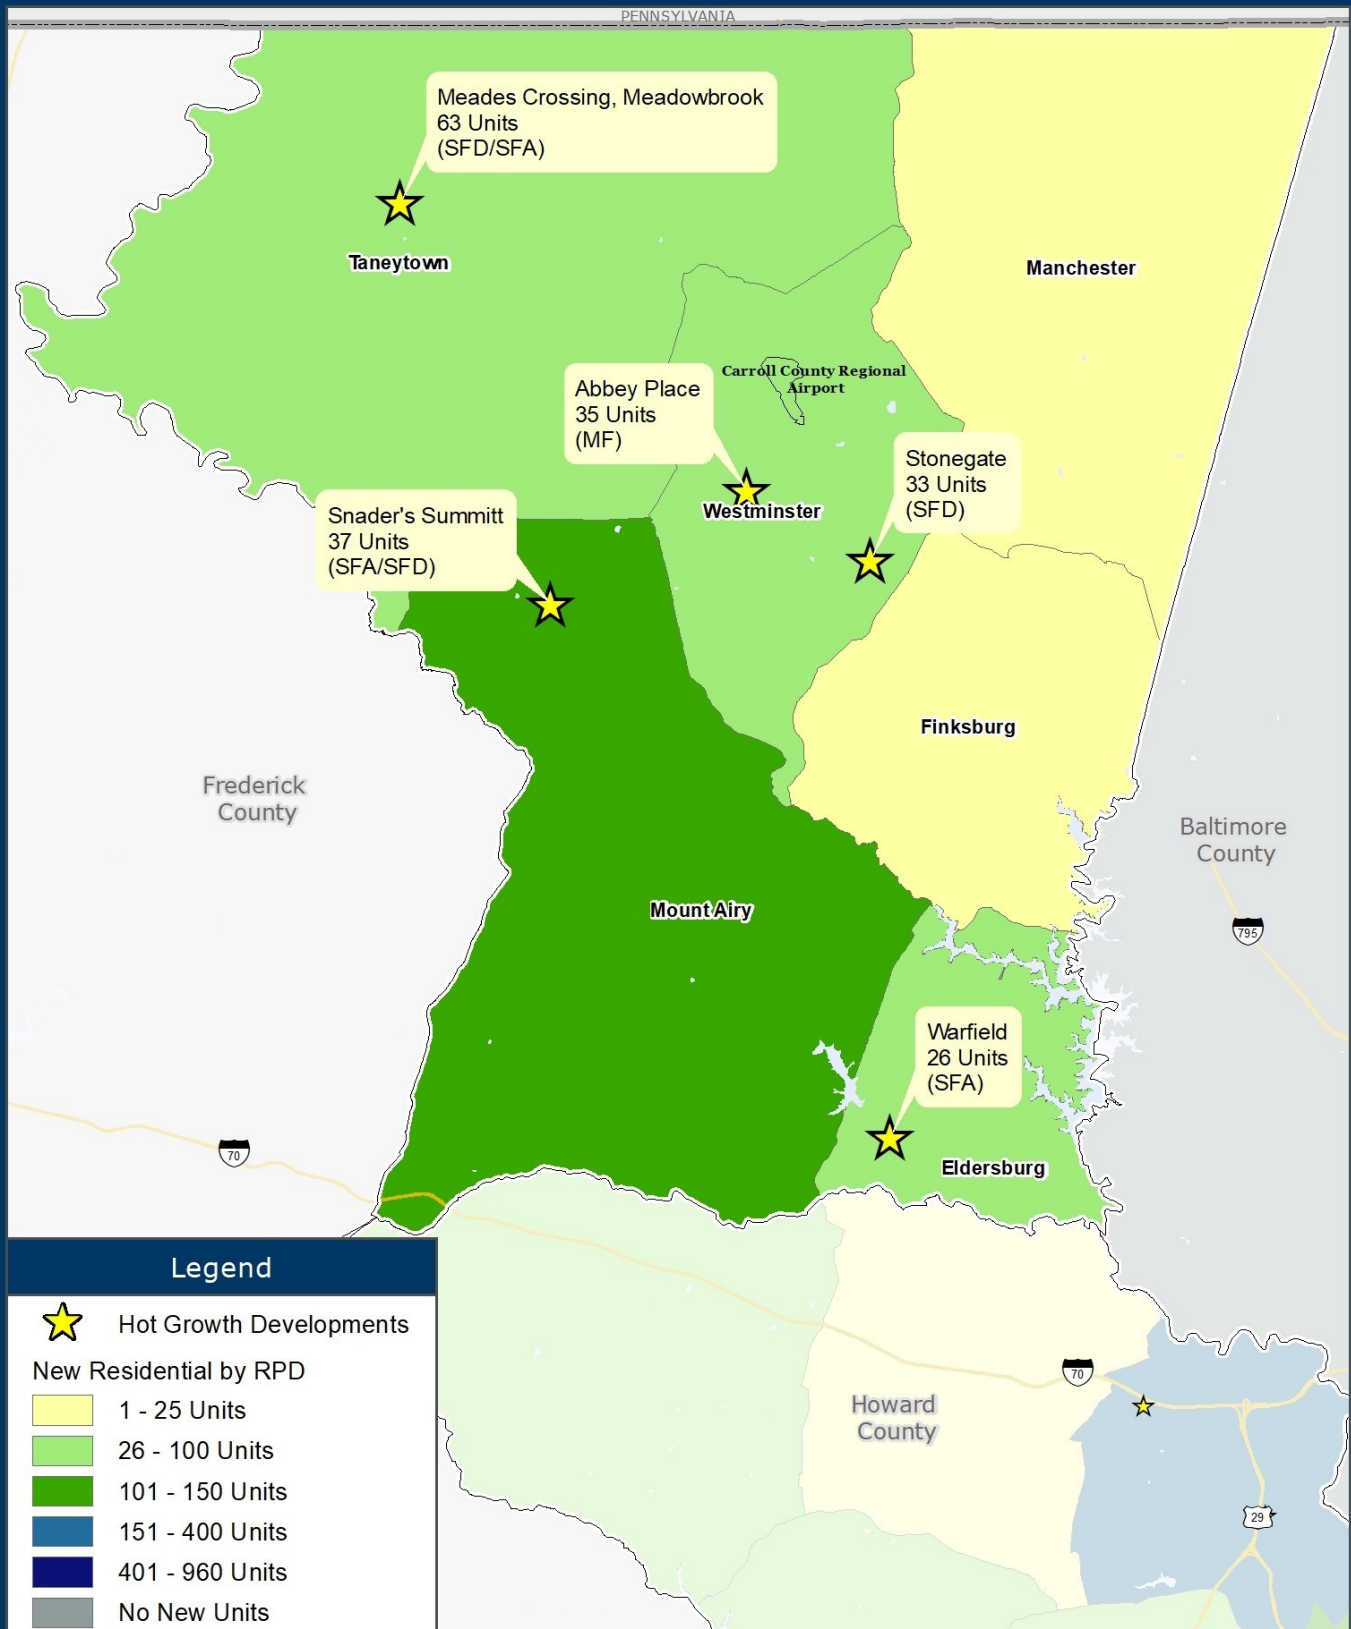 PENNSYLVANIA
Meades Crossing, Meadowbrook
63 Units
(SFD/SFA)
Taneytown
Manchester
Carroll County Regional
Airport
Abbey Place
35 Units
(MF)
Westminster
Stonegate
33 Units
(SFD)
Snader's Summitt
37 Units
(SFA/SFD)
Finksburg
Frederick
County
Baltimore
County
Mount Airy
795
Warfield
26 Units
(SFA)
Eldersburg
70
Legend
Hot Growth Developments
New Residential by RPD
1 - 25 Units
26 - 100 Units
101 - 150 Units
151 - 400 Units
401 - 960 Units
No New Units
70
Howard
County
29